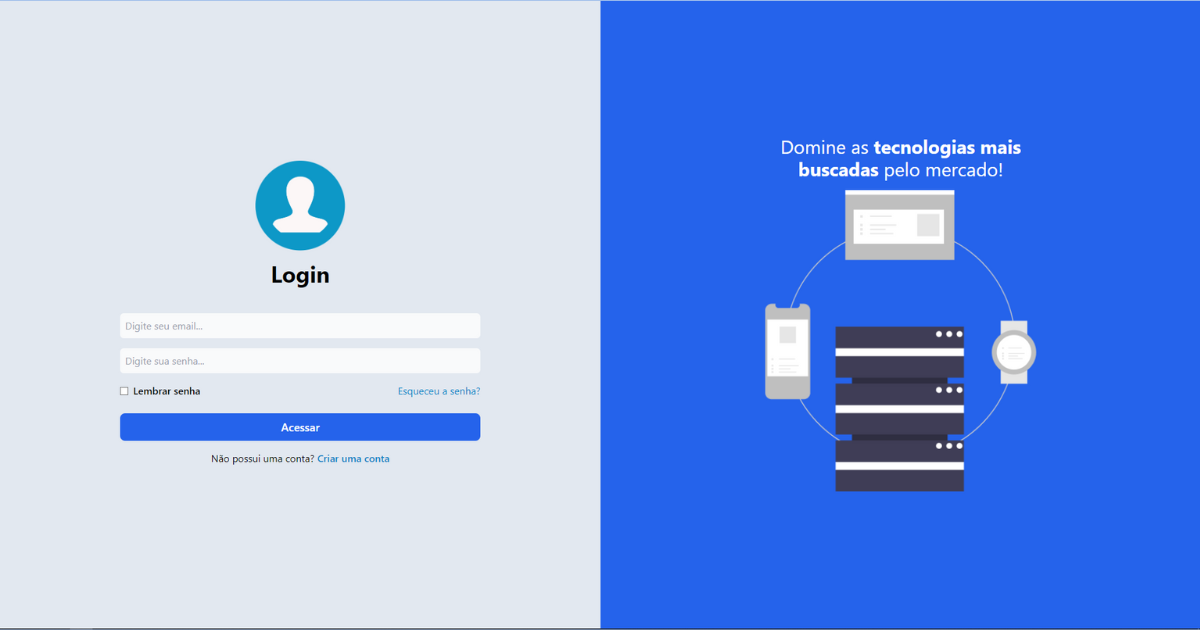 Login
Digite seu email...
Digite sua senha...
Lembrar senha
Esqueceu a senha?
Acessar
Não possui uma conta? Criar uma conta
Domine as tecnologias mais
buscadas pelo mercado!